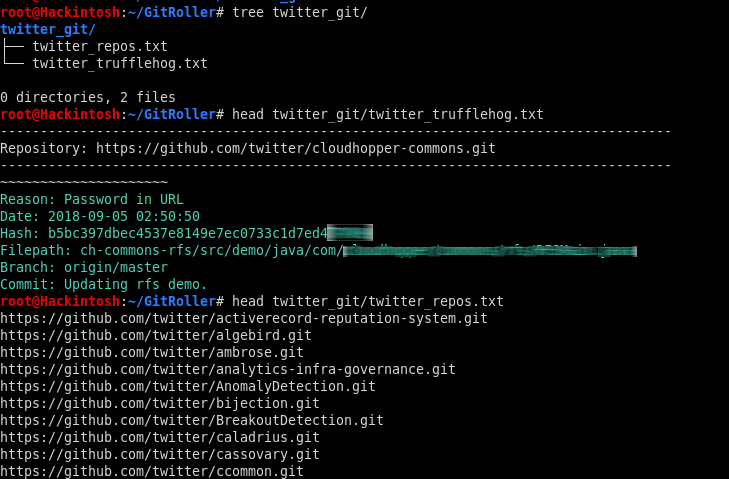 root@Hackintosh:~/GitRoller# tree twitter_git/
twitter_git/
├── twitter_repos.txt
└── twitter_trufflehog.txt
0 directories, 2 files
root@Hackintosh:~/GitRoller# head twitter_git/twitter_trufflehog.txt
------------------------------------------------------------------------------------
Repository: https://github.com/twitter/cloudhopper-commons.git
------------------------------------------------------------------------------------
~~~~~~~~~~~~~~~~~~~~~
Reason: Password in URL
Date: 2018-09-05 02:50:50
Hash: b5bc397dbec4537e8149e7ec0733c1d7ed4
Filepath: ch-commons-rfs/src/demo/java/com/
Branch: origin/master
Commit: Updating rfs demo.
root@Hackintosh:~/GitRoller# head twitter_git/twitter_repos.txt
https://github.com/twitter/activerecord-reputation-system.git
https://github.com/twitter/algebird.git
https://github.com/twitter/ambrose.git
https://github.com/twitter/analytics-infra-governance.git
https://github.com/twitter/AnomalyDetection.git
https://github.com/twitter/bijection.git
https://github.com/twitter/BreakoutDetection.git
https://github.com/twitter/caladrius.git
https://github.com/twitter/cassovary.git
https://github.com/twitter/ccommon.git